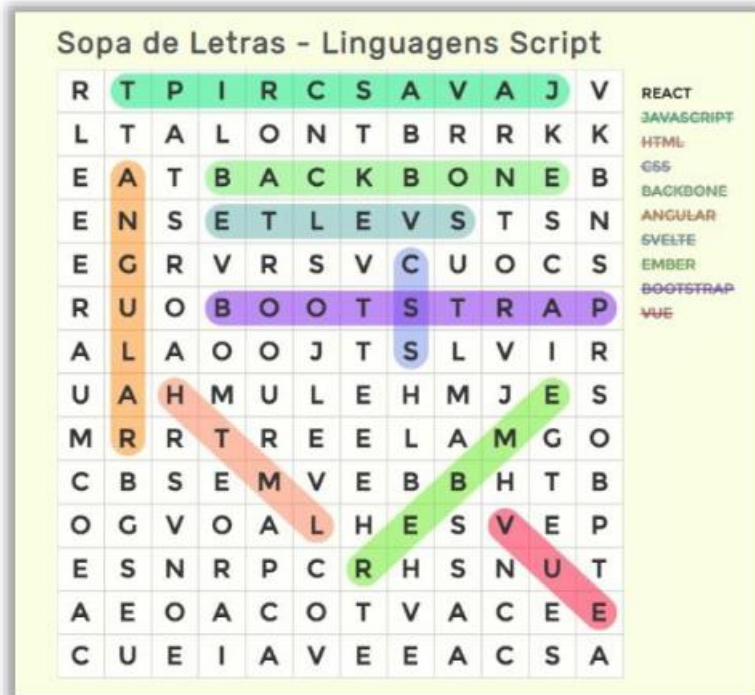 Sopa de Letras - Linguagens Script
R T P I R C S A V A J V
L T A L O N T B R R K K
E A T B A C K B O N E B
E N S E T L E V S T S N
E G R V R S V C U O C S
R U O B O O T S T R A P
A L A O O J T S L V I R
U A H M U L E H M J E S
M R R T R E E L A M G O
C B S E M V E B B H T B
O G V O A L H E S V E P
E S N R P C R H S N U T
A E O A C O T V A C E E
C U E I A V E E A C S A
REACT
JAVASCRIPT
HTML
CSS
BACKBONE
ANGULAR
SVELTE
EMBER
BOOTSTRAP
VUE